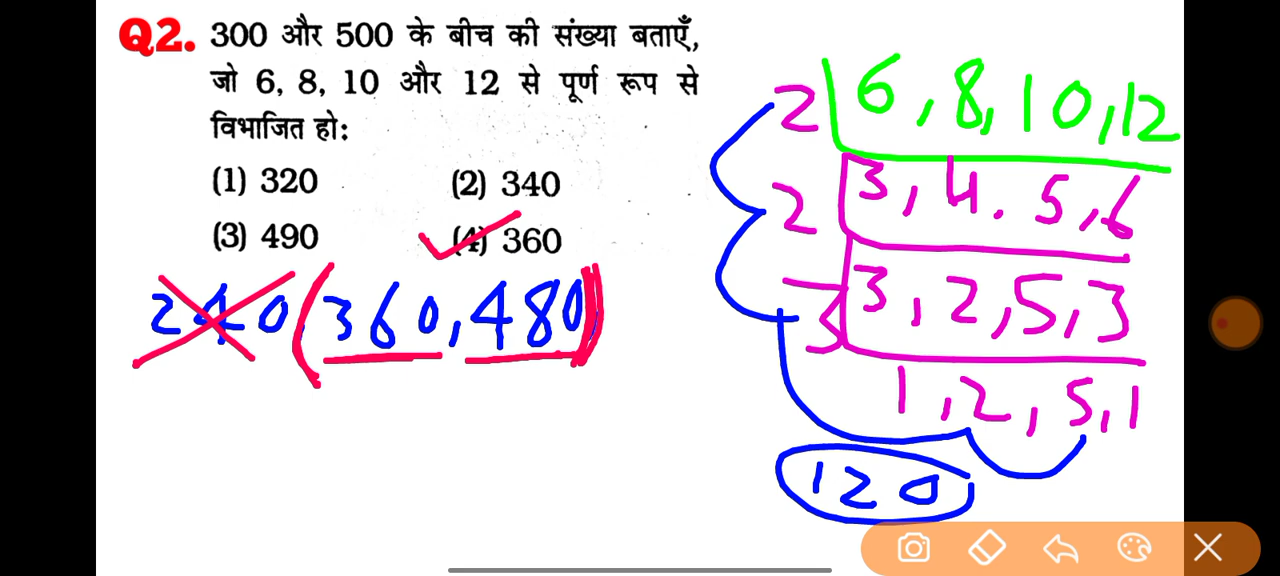 Q2. 300 और 500 के बीच की संख्या बताएँ,
जो 6, 8, 10 और 12 से पूर्ण रूप से
विभाजित हो:
(1) 320 (2) 340
(3) 490 (4) 360
240, (360, 480)
2 6, 8, 10, 12
2 3, 4. 5, 6
3 3, 2, 5, 3
1, 2, 5, 1
120